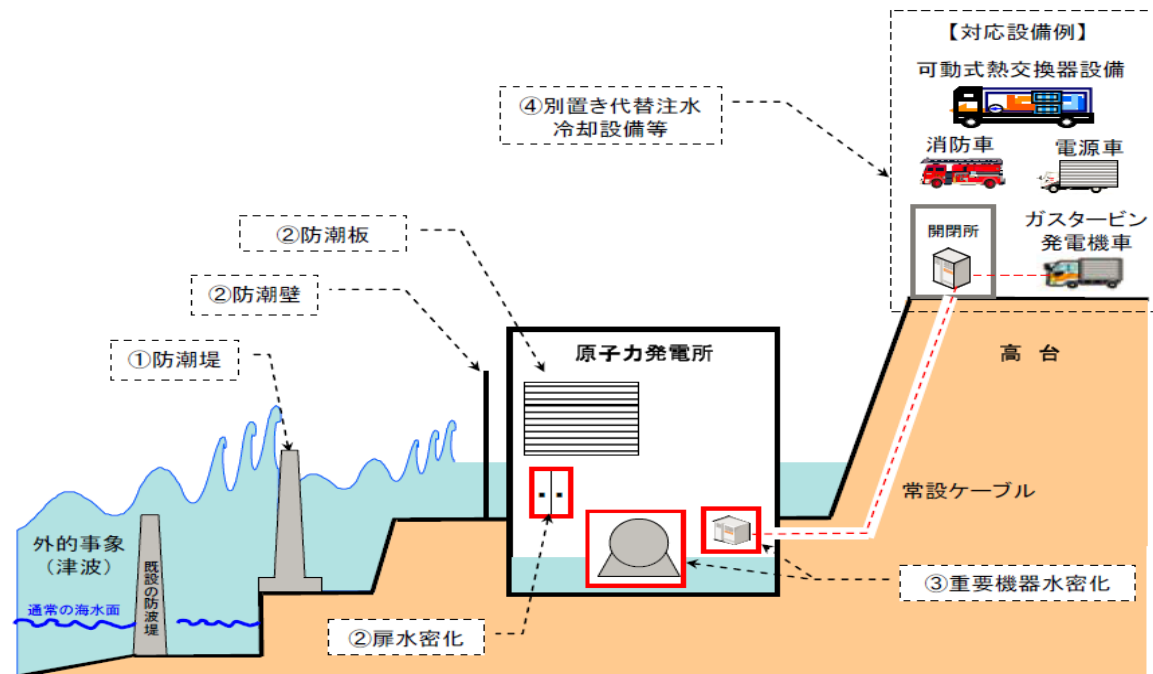 【対応設備例】
可動式熱交換器設備
④別置き代替注水
冷却設備等
消防車
電源車
②防潮板
開閉所
ガスタービン
発電機車
②防潮壁
原子力発電所
高 台
①防潮堤
常設ケーブル
外的事象
(津波)
既設の防波堤
③重要機器水密化
通常の海水面
②扉水密化